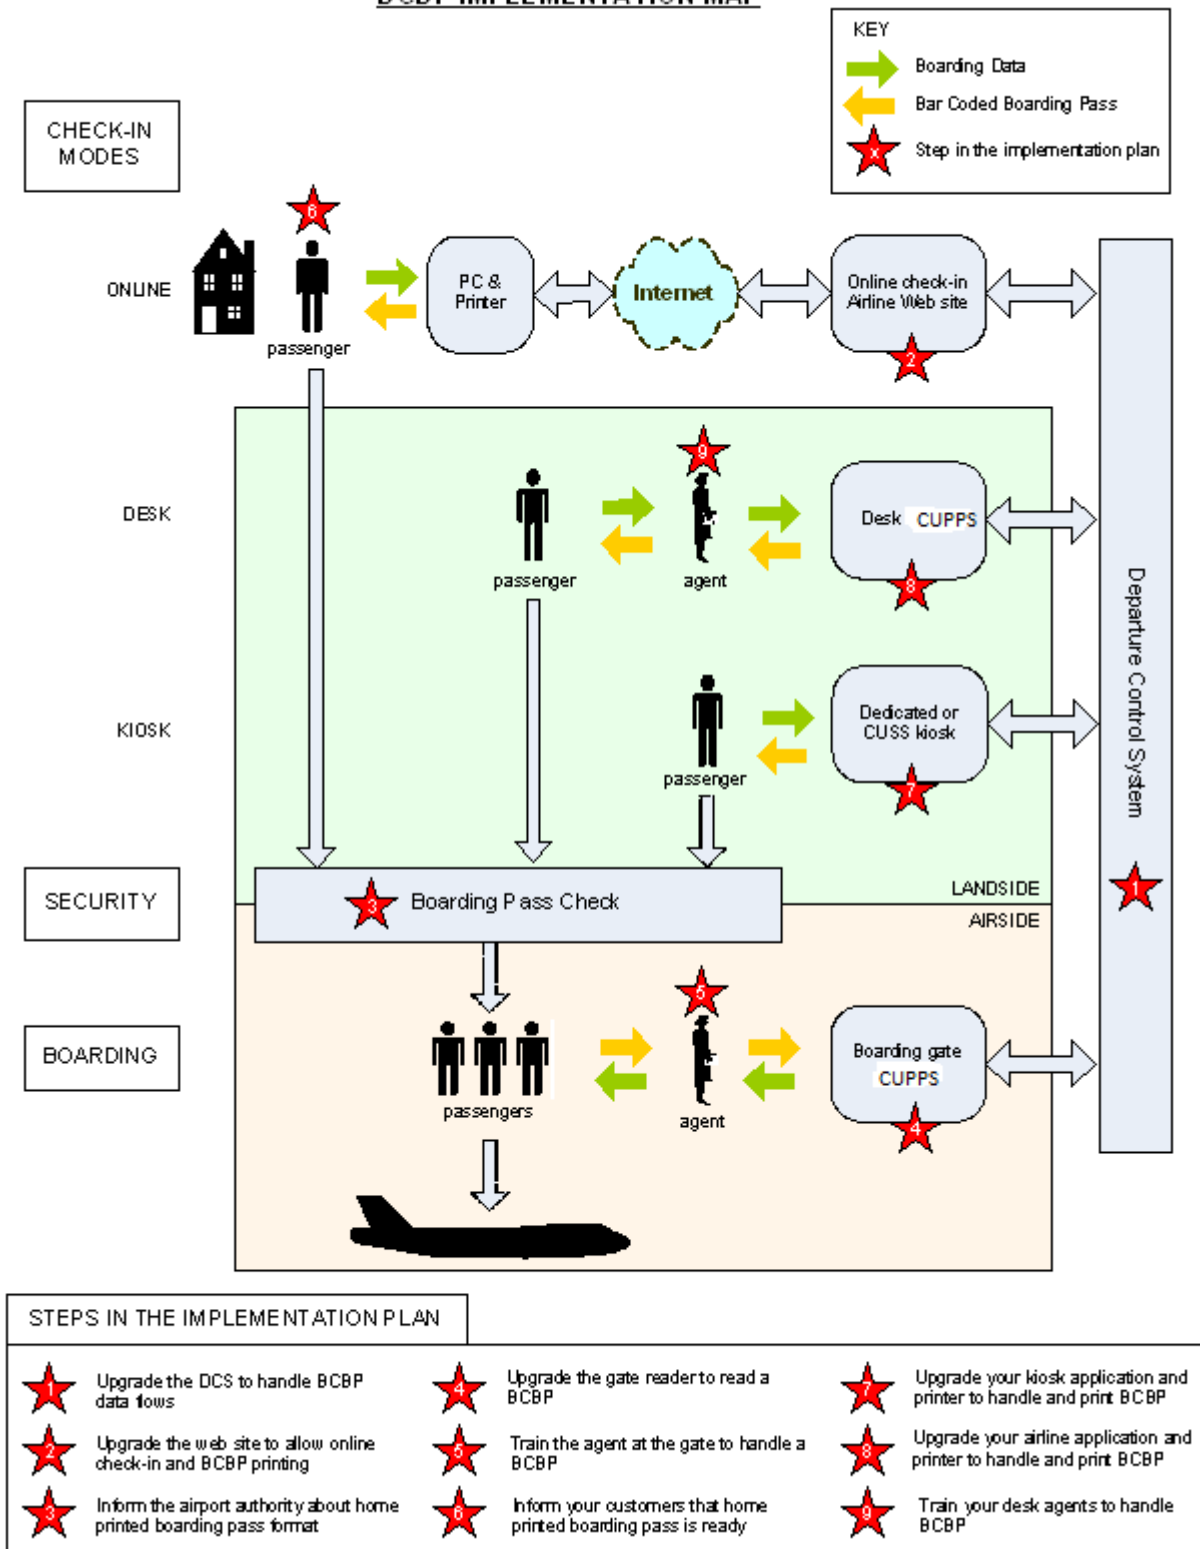 BCBP IMPLEMENTATION MAP
KEY
Boarding Data
Bar Coded Boarding Pass
x
Step in the implementation plan
CHECK-IN
MODES
6
ONLINE
passenger
PC &
Printer
Internet
Online check-in
Airline Web site
2
DESK
passenger
9
agent
Desk CUPPS
8
KIOSK
passenger
Dedicated or
CUSS kiosk
7
Departure Control System
1
SECURITY
3
Boarding Pass Check
LANDSIDE
AIRSIDE
BOARDING
passengers
5
agent
Boarding gate
CUPPS
4
STEPS IN THE IMPLEMENTATION PLAN
1
Upgrade the DCS to handle BCBP
data flows
2
Upgrade the web site to allow online
check-in and BCBP printing
3
Inform the airport authority about home
printed boarding pass format
4
Upgrade the gate reader to read a
BCBP
5
Train the agent at the gate to handle a
BCBP
6
Inform your customers that home
printed boarding pass is ready
7
Upgrade your kiosk application and
printer to handle and print BCBP
8
Upgrade your airline application and
printer to handle and print BCBP
9
Train your desk agents to handle
BCBP